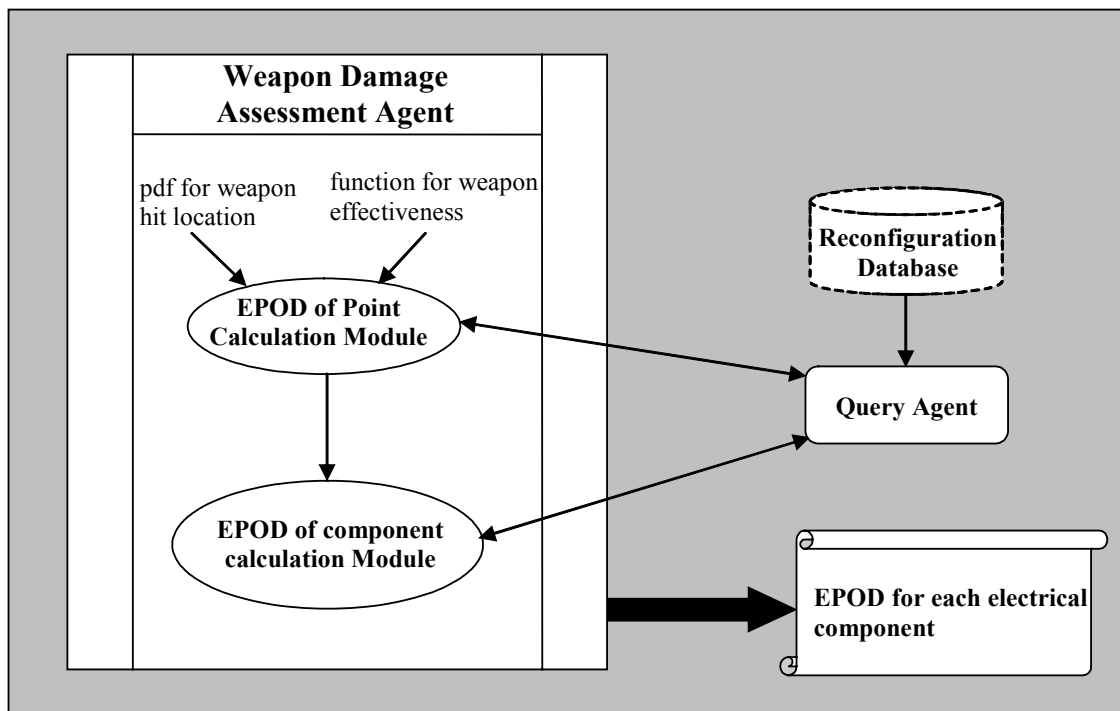 Weapon Damage
Assessment Agent
pdf for weapon
hit location
function for weapon
effectiveness
EPOD of Point
Calculation Module
EPOD of component
calculation Module
Reconfiguration
Database
Query Agent
EPOD for each electrical
component